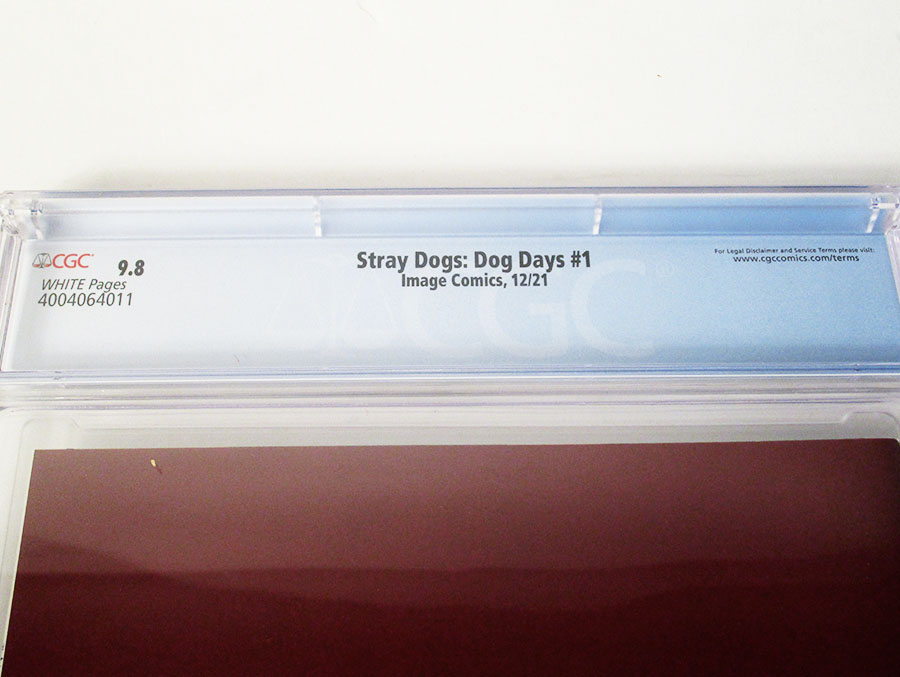 CGC® 9.8
WHITE Pages
4004064011
Stray Dogs: Dog Days #1
Image Comics, 12/21
For Legal Disclaimer and Service Terms please visit:
www.cgccomics.com/terms
CGC®